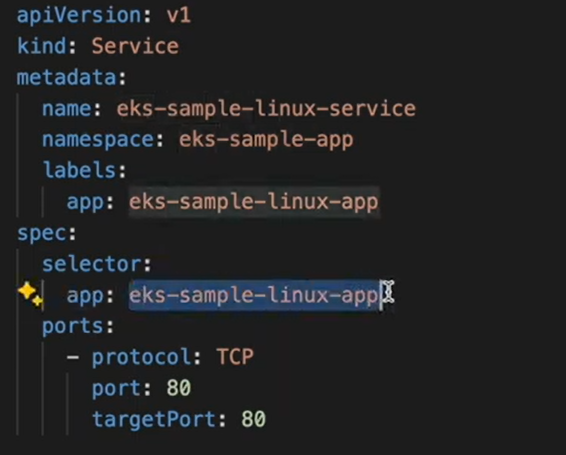 apiVersion: v1
kind: Service
metadata:
  name: eks-sample-linux-service
  namespace: eks-sample-app
  labels:
    app: eks-sample-linux-app
spec:
  selector:
    app: eks-sample-linux-app
  ports:
    - protocol: TCP
      port: 80
      targetPort: 80